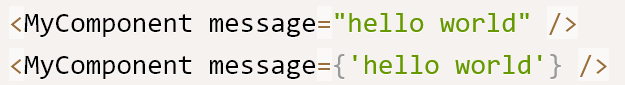 <MyComponent message="hello world" />
<MyComponent message={'hello world'} />